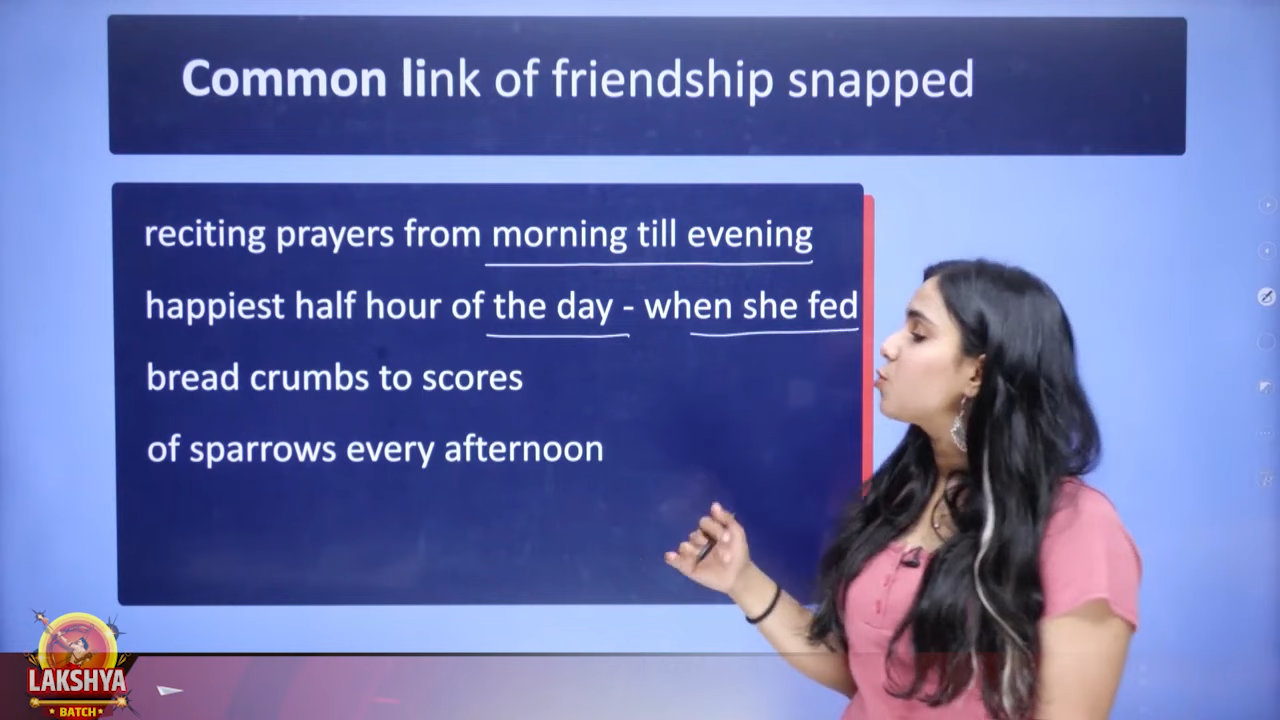 Common link of friendship snapped
reciting prayers from morning till evening
happiest half hour of the day - when she fed
bread crumbs to scores
of sparrows every afternoon
LAKSHYA
BATCH